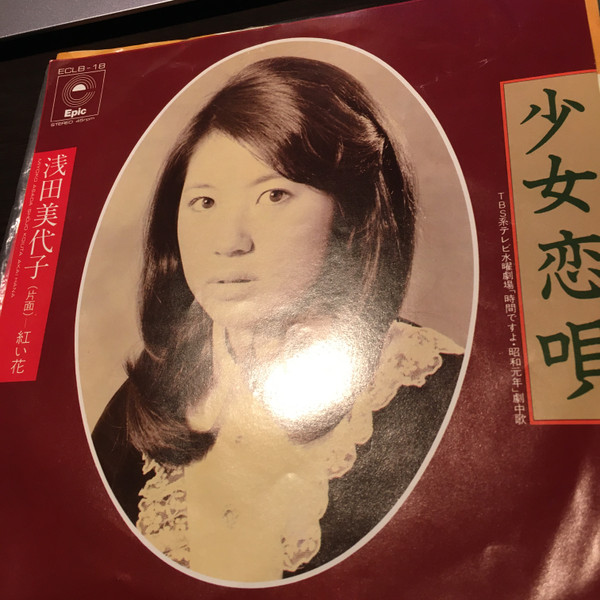 ECLB-18
Epic
STEREO 45rpm
少女恋唄
TBS系テレビ水曜劇場「時間ですよ・昭和元年」劇中歌
浅田美代子
(片面)
紅い花